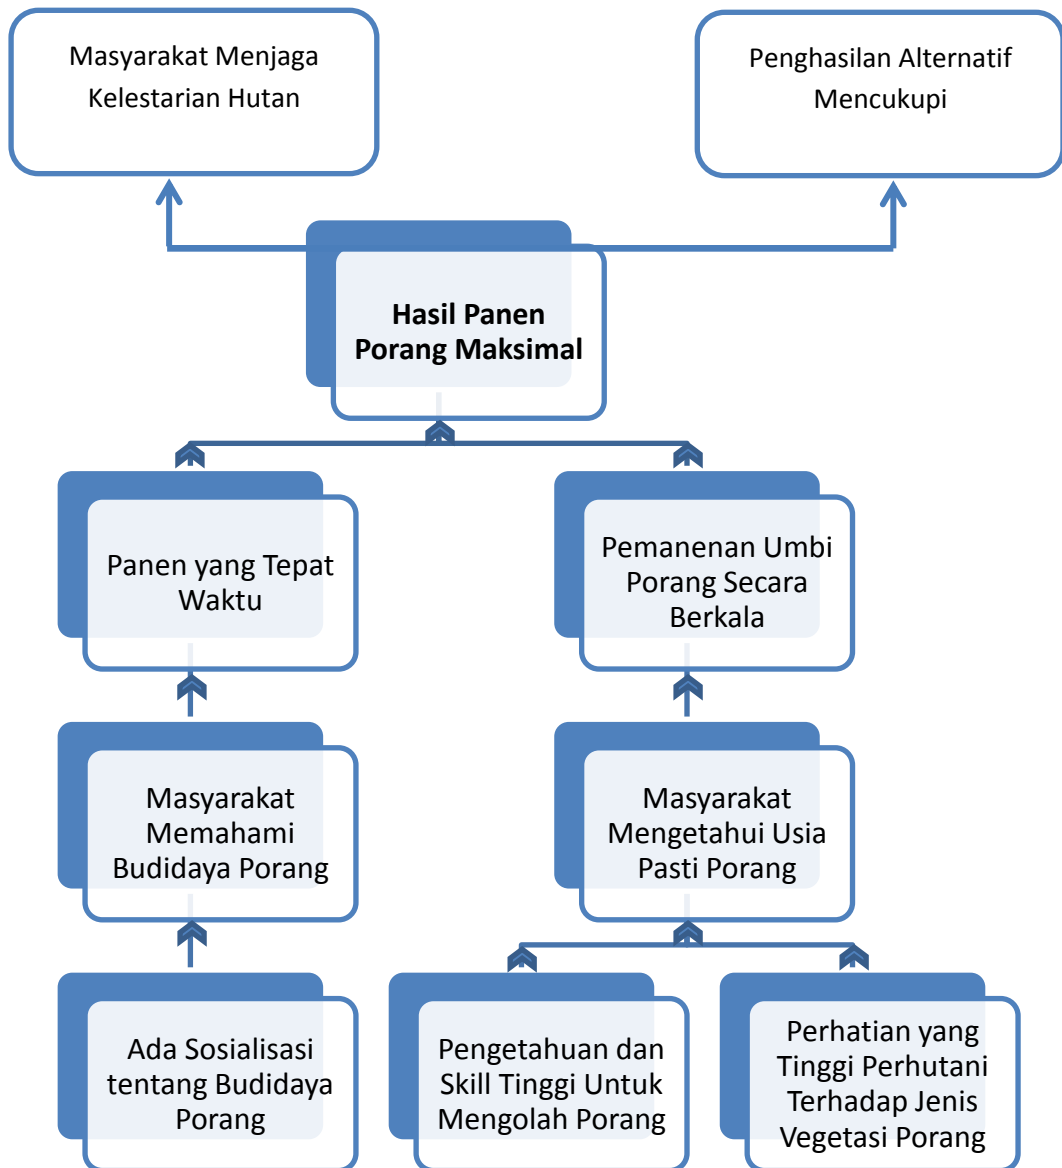 Masyarakat Menjaga
Kelestarian Hutan
Penghasilan Alternatif
Mencukupi
Hasil Panen
Porang Maksimal
Panen yang Tepat
Waktu
Pemanenan Umbi
Porang Secara
Berkala
Masyarakat
Memahami
Budidaya Porang
Masyarakat
Mengetahui Usia
Pasti Porang
Ada Sosialisasi
tentang Budidaya
Porang
Pengetahuan dan
Skill Tinggi Untuk
Mengolah Porang
Perhatian yang
Tinggi Perhutani
Terhadap Jenis
Vegetasi Porang